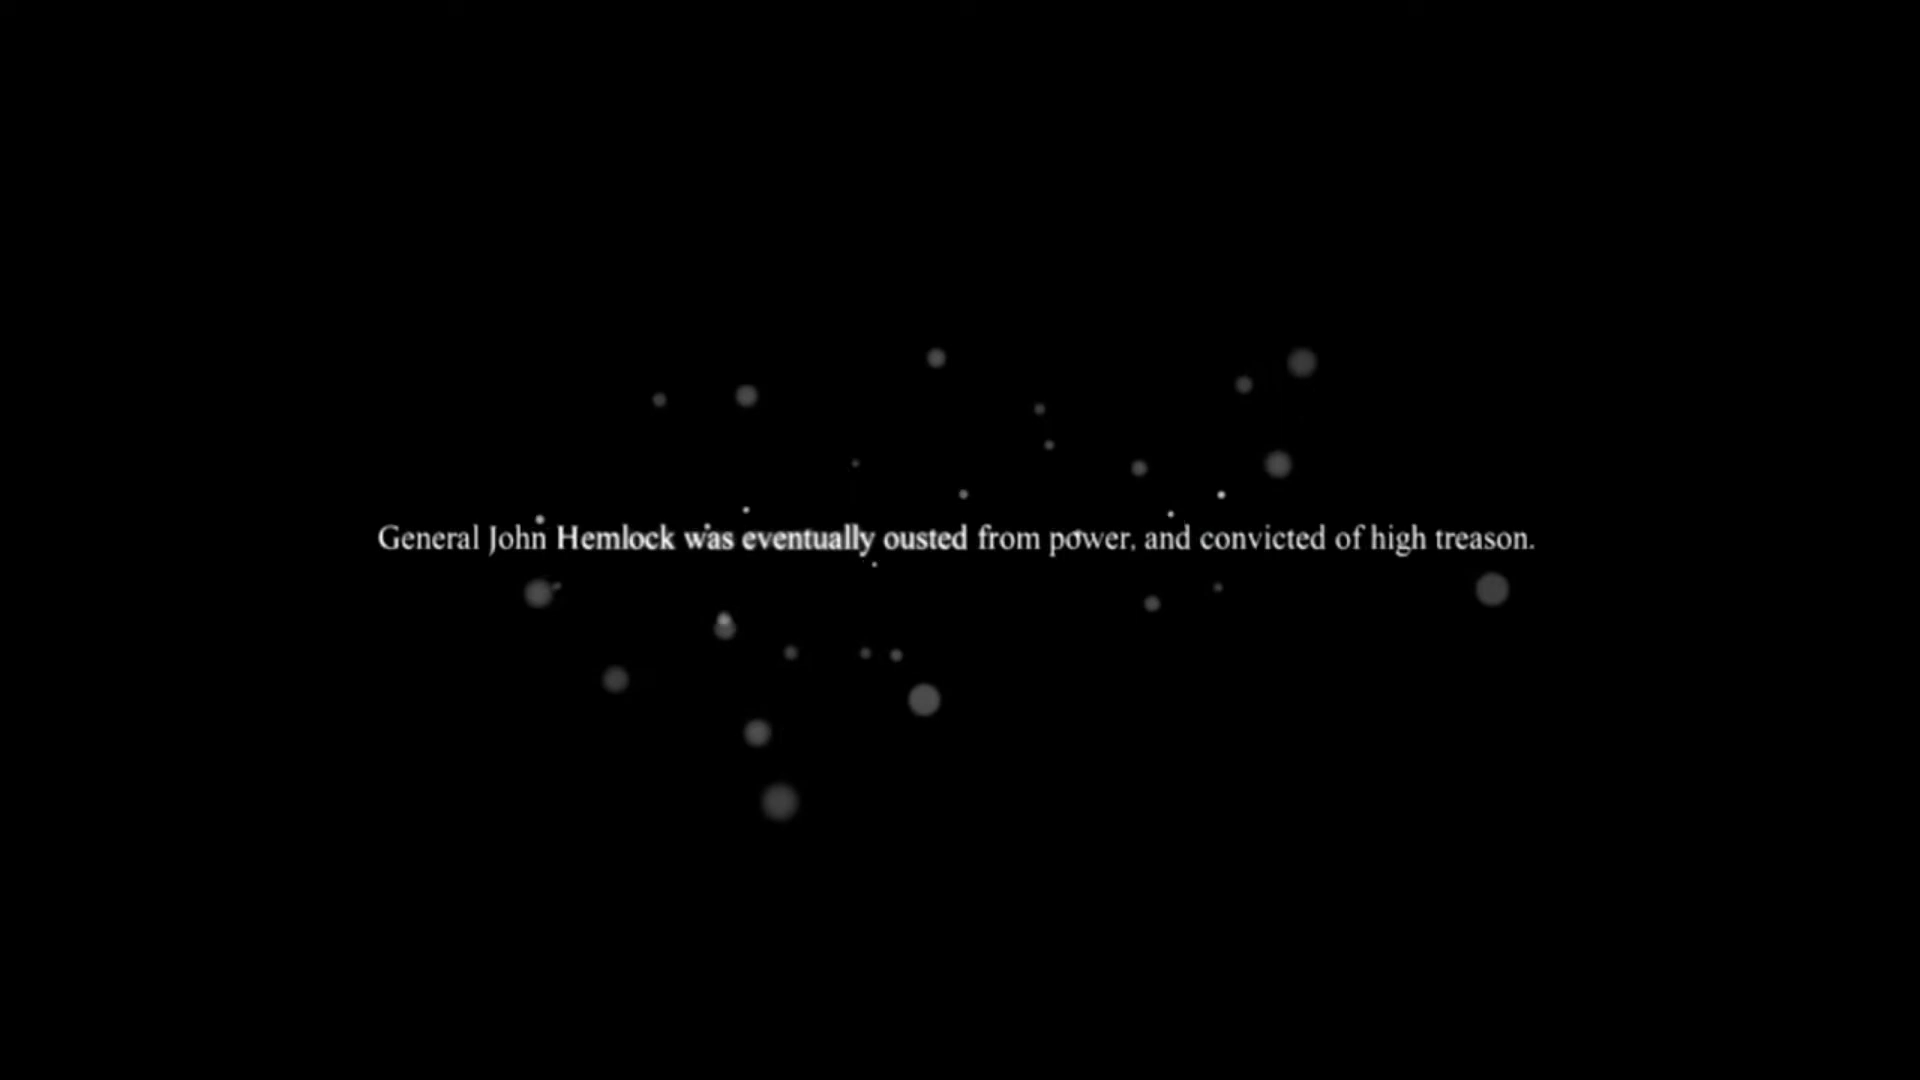 General John Hemlock was eventually ousted from power, and convicted of high treason.